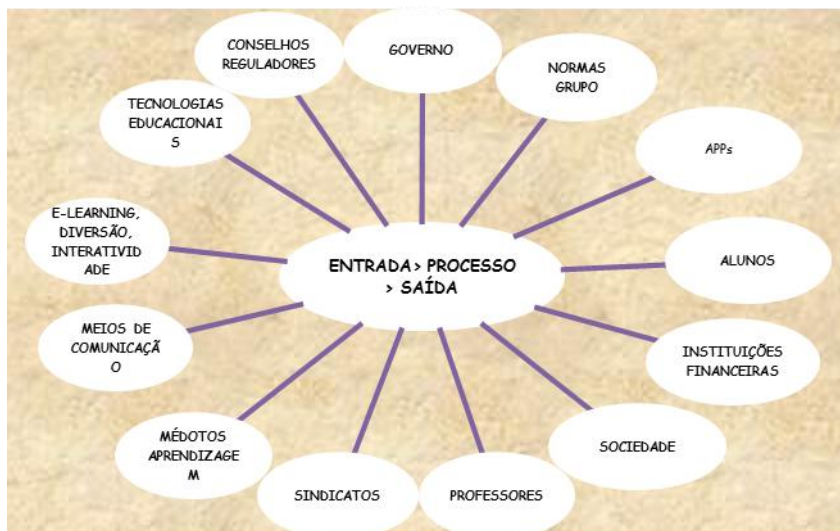 CONSELHOS
REGULADORES
GOVERNO
NORMAS
GRUPO
TECNOLOGIAS
EDUCACIONAI
S
APPs
E-LEARNING,
DIVERSÃO,
INTERATIVID
ADE
ENTRADA> PROCESSO
> SAÍDA
ALUNOS
MEIOS DE
COMUNICAÇÃ
O
INSTITUIÇÕES
FINANCEIRAS
MÉDOTOS
APRENDIZAGE
M
SOCIEDADE
SINDICATOS
PROFESSORES